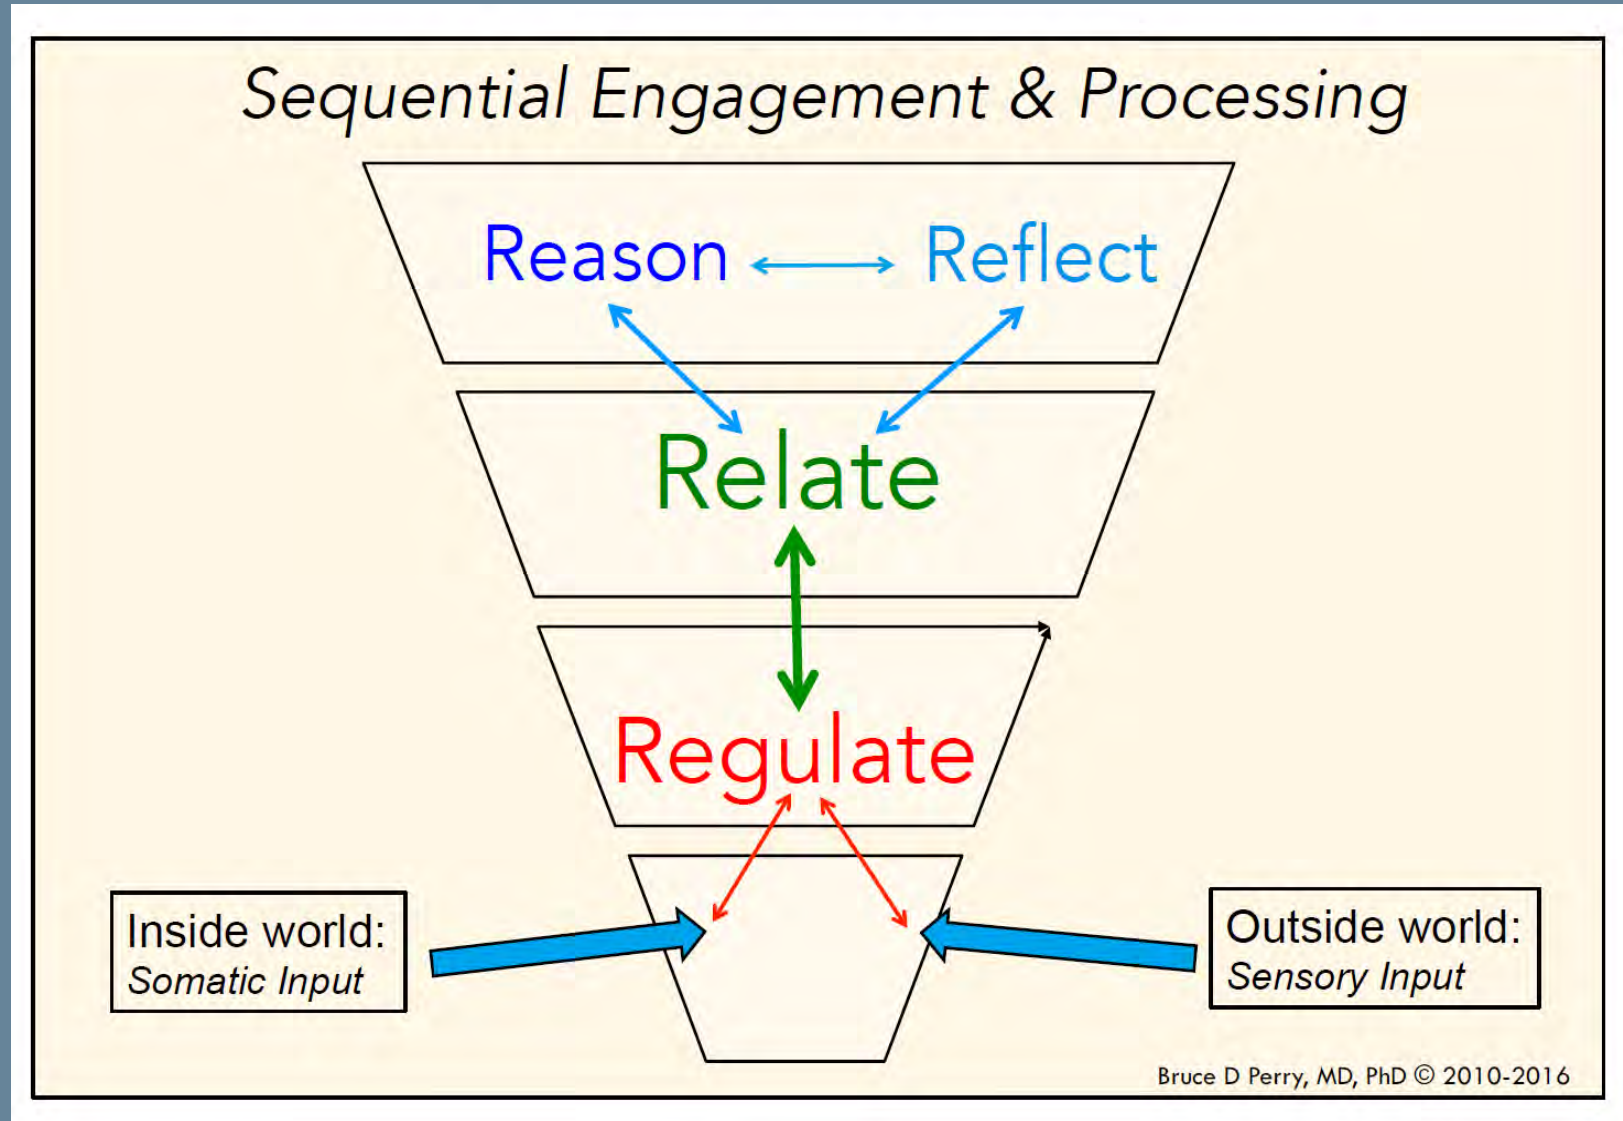 Sequential Engagement & Processing
Reason
Reflect
Relate
Regulate
Inside world:
Somatic Input
Outside world:
Sensory Input
Bruce D Perry, MD, PhD © 2010-2016